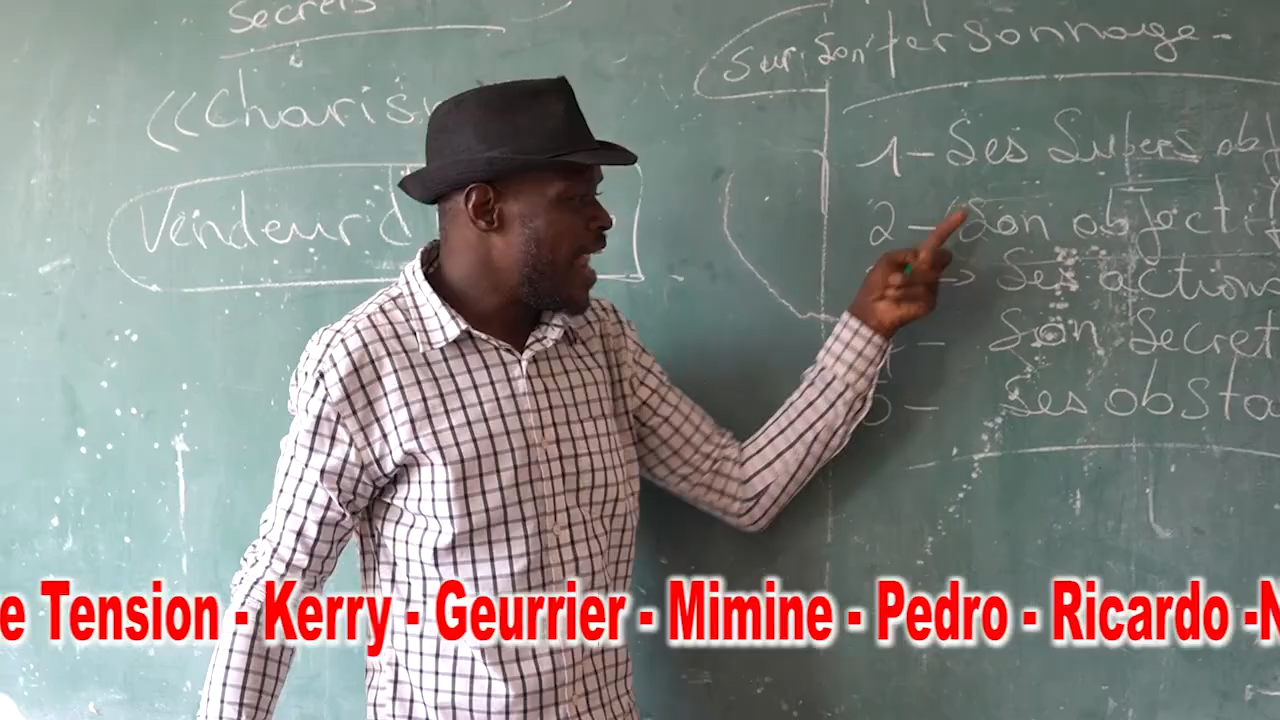 Secrets
Sur Son personnage -
((Charis
1- Ses Supers ob
Vendeur d
2- Son objectif
-> Ses actions
- Son Secret
5- Ses obsta
e Tension - Kerry - Geurrier - Mimine - Pedro - Ricardo -N